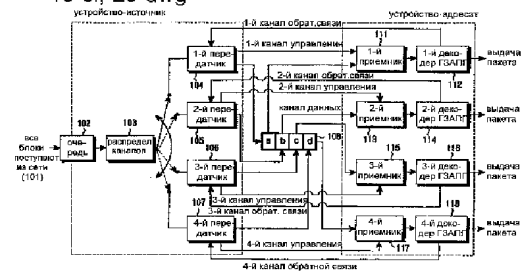 устройство-источник
устройство-адресат
1-й канал обрат.связи
1-й канал управления
111
1-й пере-
датчик
104
1-й
приемник
1-й деко-
дер ГЗАПП
112
выдача
пакета
2-й канал обрат.связи
2-й канал управления
2-й пере-
датчик
105
канал данных
2-й
приемник
113
2-й деко-
дер ГЗАПП
114
выдача
пакета
102
103
все
блоки
поступают
из сети
(101)
оче-
редь
распредел
каналов
a b c d
108
106
3-й пере-
датчик
115
3-й
приемник
116
3-й деко-
дер ГЗАПП
выдача
пакета
3-й канал управления
3-й канал обрат. связи
107
4-й пере-
датчик
4-й
приемник
117
118
4-й деко-
дер ГЗАПП
выдача
пакета
4-й канал управления
4-й канал обратной связи